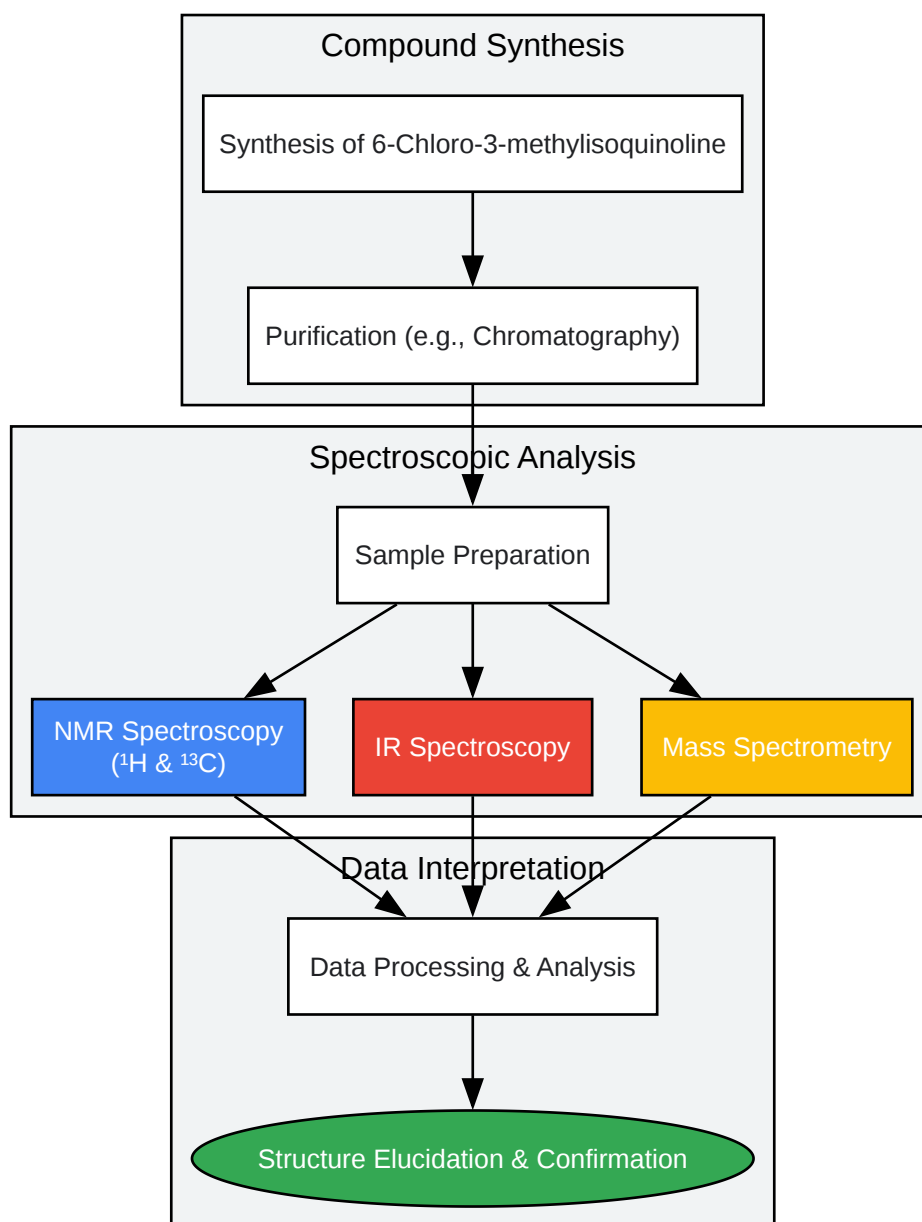 Compound Synthesis
Synthesis of 6-Chloro-3-methylisoquinoline
Purification (e.g., Chromatography)
Spectroscopic Analysis
Sample Preparation
NMR Spectroscopy
(¹H & ¹³C)
IR Spectroscopy
Mass Spectrometry
Data Interpretation
Data Processing & Analysis
Structure Elucidation & Confirmation